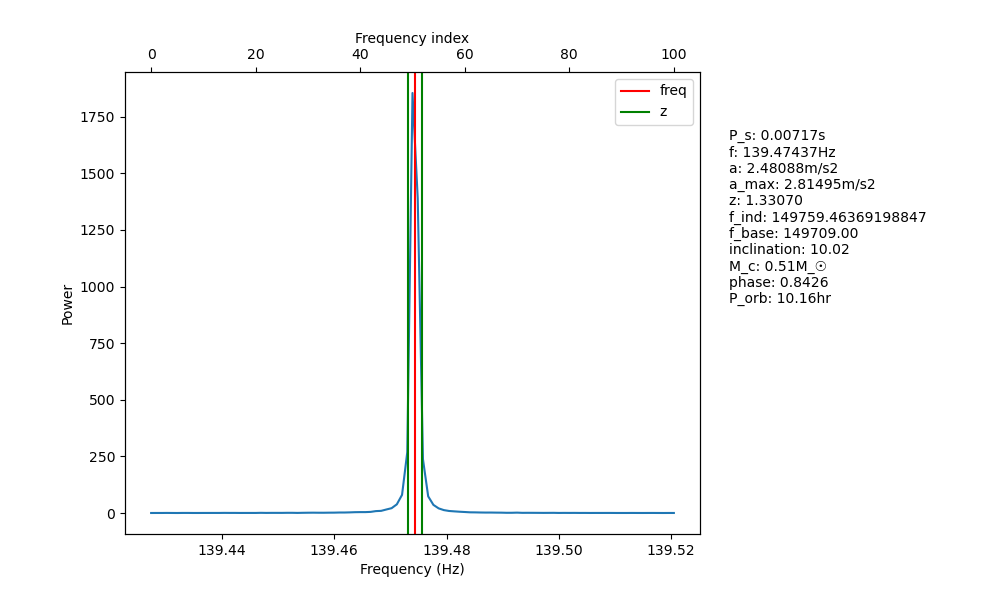 Frequency index
0 20 40 60 80 100
freq
z
1750
1500
1250
1000
750
500
250
0
Power
139.44 139.46 139.48 139.50 139.52
Frequency (Hz)
P_s: 0.00717s
f: 139.47437Hz
a: 2.48088m/s2
a_max: 2.81495m/s2
z: 1.33070
f_ind: 149759.46369198847
f_base: 149709.00
inclination: 10.02
M_c: 0.51M_☉
phase: 0.8426
P_orb: 10.16hr